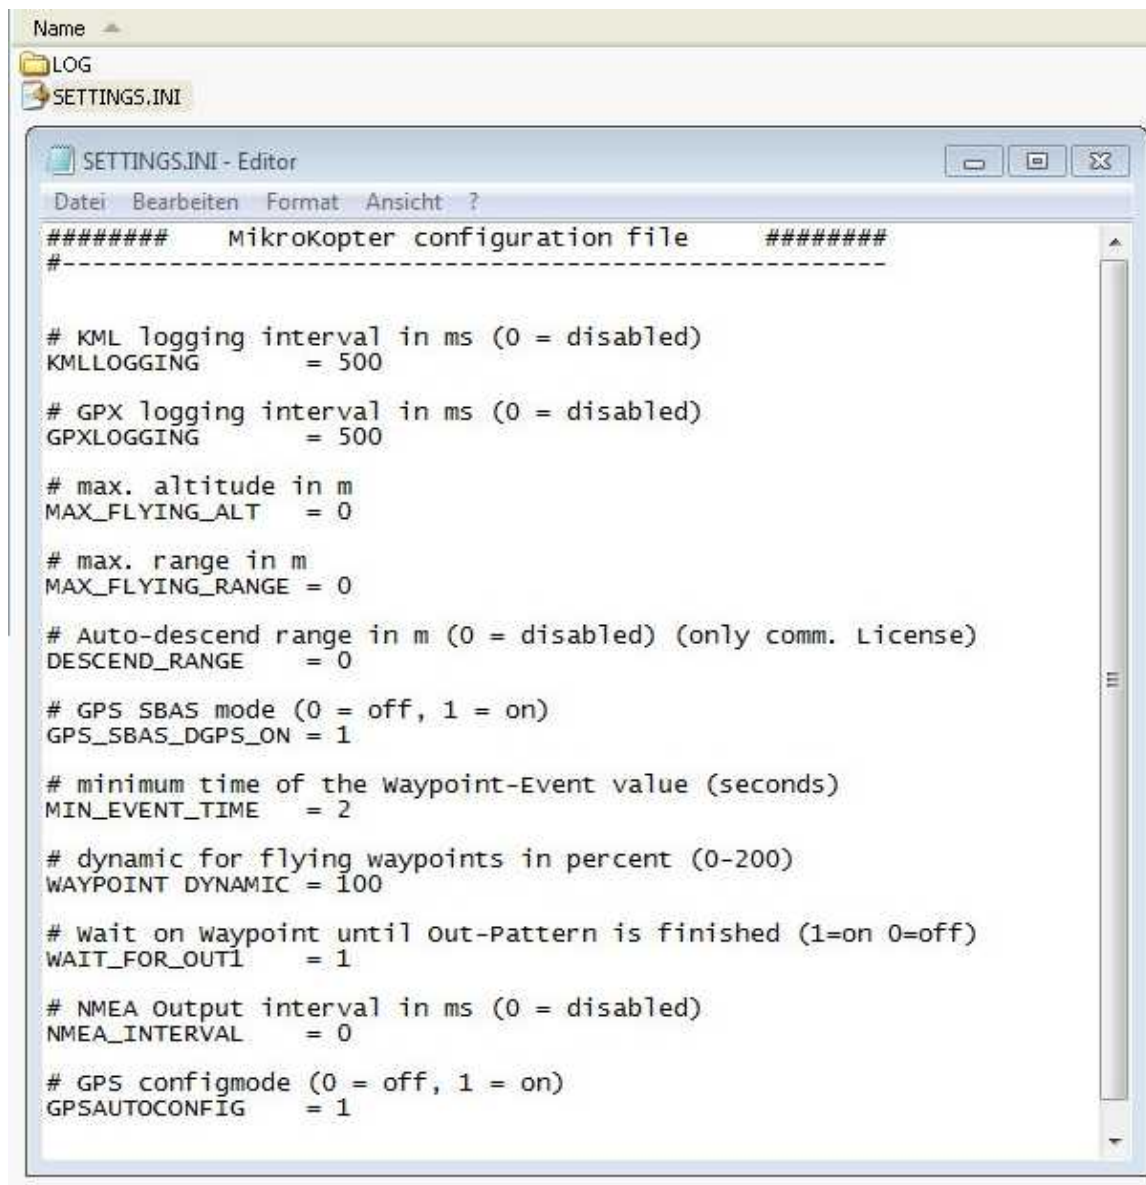 Name
LOG
SETTINGS.INI
SETTINGS.INI - Editor
Datei Bearbeiten Format Ansicht ?
######## MikroKopter configuration file ########
#------------------------------------------------------
# KML logging interval in ms (0 = disabled)
KMLLOGGING = 500
# GPX logging interval in ms (0 = disabled)
GPXLOGGING = 500
# max. altitude in m
MAX_FLYING_ALT = 0
# max. range in m
MAX_FLYING_RANGE = 0
# Auto-descend range in m (0 = disabled) (only comm. License)
DESCEND_RANGE = 0
# GPS SBAS mode (0 = off, 1 = on)
GPS_SBAS_DGPS_ON = 1
# minimum time of the Waypoint-Event value (seconds)
MIN_EVENT_TIME = 2
# dynamic for flying waypoints in percent (0-200)
WAYPOINT DYNAMIC = 100
# Wait on Waypoint until Out-Pattern is finished (1=on 0=off)
WAIT_FOR_OUT1 = 1
# NMEA Output interval in ms (0 = disabled)
NMEA_INTERVAL = 0
# GPS configmode (0 = off, 1 = on)
GPSAUTOCONFIG = 1